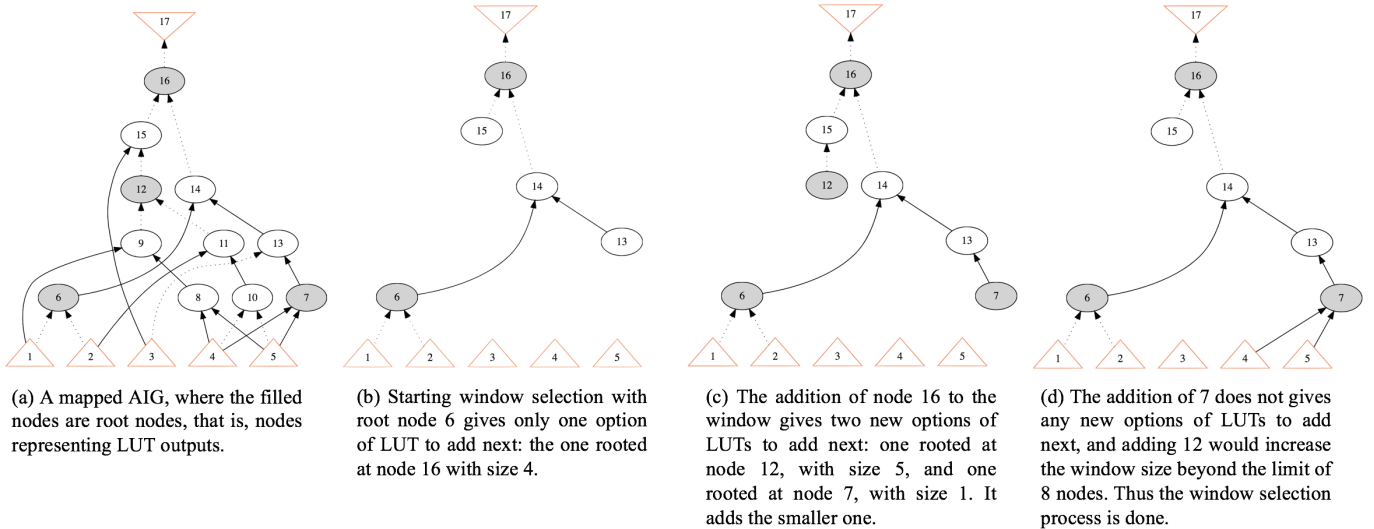 17
16
15
12
14
9
11
13
6
8
10
7
1
2
3
4
5
(a) A mapped AIG, where the filled
nodes are root nodes, that is, nodes
representing LUT outputs.
17
16
15
14
13
6
1
2
3
4
5
(b) Starting window selection with
root node 6 gives only one option
of LUT to add next: the one rooted
at node 16 with size 4.
17
16
15
12
14
13
6
7
1
2
3
4
5
(c) The addition of node 16 to the
window gives two new options of
LUTs to add next: one rooted at
node 12, with size 5, and one
rooted at node 7, with size 1. It
adds the smaller one.
17
16
15
14
13
6
7
1
2
3
4
5
(d) The addition of 7 does not gives
any new options of LUTs to add
next, and adding 12 would increase
the window size beyond the limit of
8 nodes. Thus the window selection
process is done.